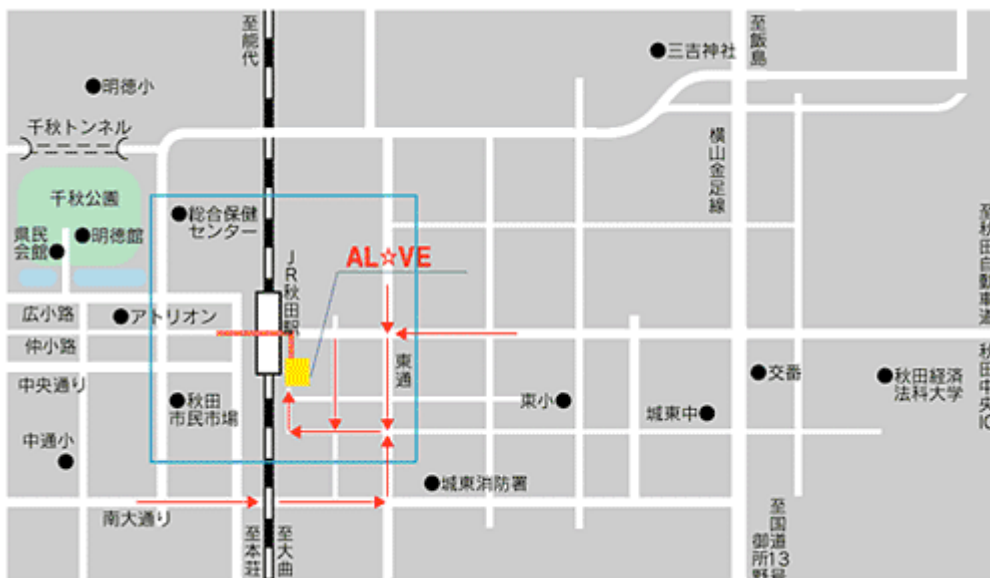 至能代
至飯島
三吉神社
明徳小
千秋トンネル
横山金足線
千秋公園
総合保健
センター
県民
会館
明徳館
至秋田自動車道
秋田中央IC
JR秋田駅
AL☆VE
広小路
アトリオン
仲小路
東通
中央通り
交番
秋田経済
法科大学
秋田
市民市場
東小
城東中
中通小
城東消防署
南大通り
至本荘
至大曲
至国道13号
御所野